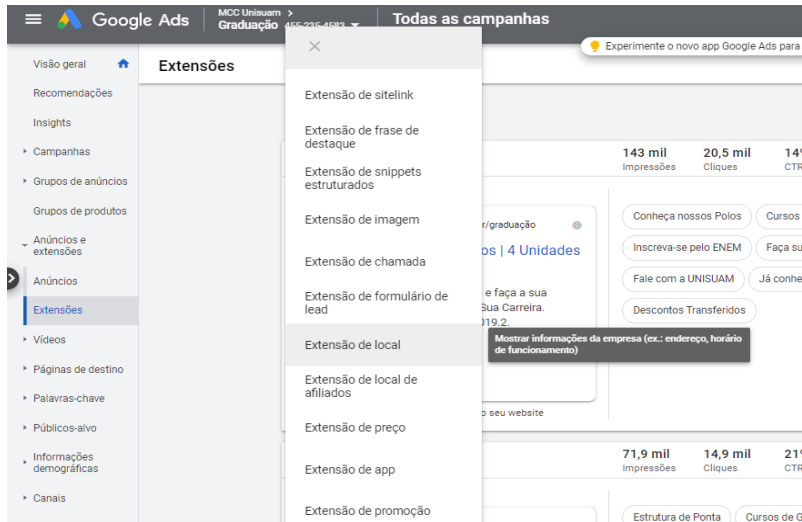 Google Ads
MCC Unisuam >
Graduação 455-235-4583
Todas as campanhas
Experimente o novo app Google Ads para
Visão geral
Recomendações
Insights
Campanhas
Grupos de anúncios
Grupos de produtos
Anúncios e
extensões
Anúncios
Extensões
Vídeos
Páginas de destino
Palavras-chave
Públicos-alvo
Informações
demográficas
Canais
Extensões
Extensão de sitelink
Extensão de frase de
destaque
Extensão de snippets
estruturados
Extensão de imagem
Extensão de chamada
Extensão de formulário de
lead
Extensão de local
Extensão de local de
afiliados
Extensão de preço
Extensão de app
Extensão de promoção
Mostrar informações da empresa (ex.: endereço, horário
de funcionamento)
143 mil
Impressões
20,5 mil
Cliques
14
CTR
r/graduação
os | 4 Unidades
e faça a sua
Sua Carreira.
019.2.
o seu website
Conheça nossos Polos
Cursos
Inscreva-se pelo ENEM
Faça su
Fale com a UNISUAM
Já conhe
Descontos Transferidos
71,9 mil
Impressões
14,9 mil
Cliques
21
CTR
Estrutura de Ponta
Cursos de G